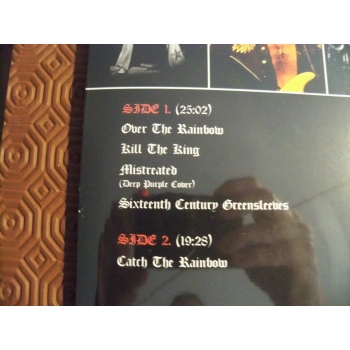 SIDE 1. (25:02)
Over The Rainbow
Kill The King
Mistreated
(Deep Purple Cover)
Sixteenth Century Greensleeves
SIDE 2. (19:28)
Catch The Rainbow